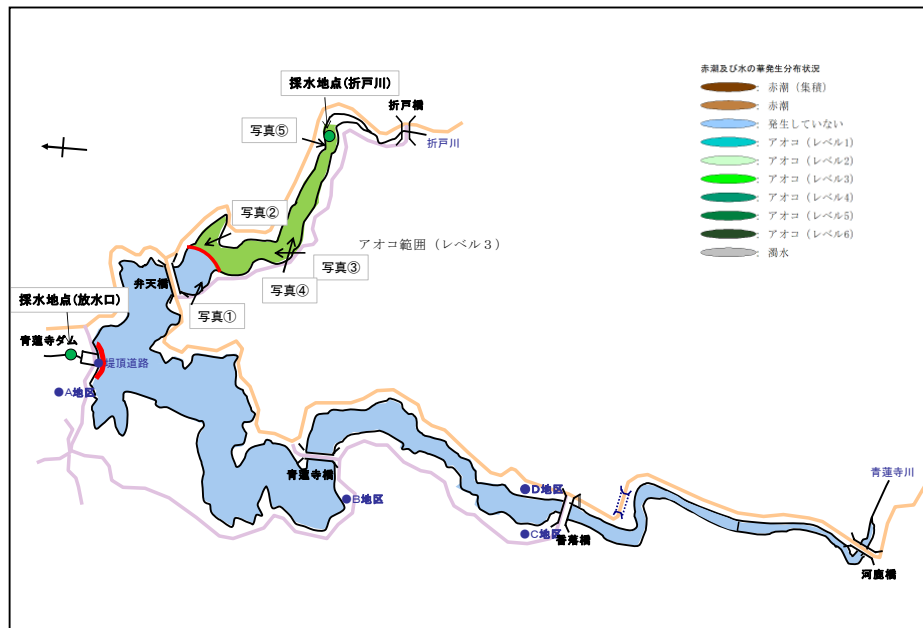 採水地点(折戸川)
折戸橋
写真⑤
折戸川
写真②
アオコ範囲（レベル３）
写真③
弁天橋
写真④
採水地点(放水口)
写真①
青蓮寺ダム
堤頂道路
A地区
青蓮寺橋
B地区
D地区
C地区
香落橋
青蓮寺川
河鹿橋
赤潮及び水の華発生分布状況
：赤潮（集積）
：赤潮
：発生していない
：アオコ（レベル1）
：アオコ（レベル2）
：アオコ（レベル3）
：アオコ（レベル4）
：アオコ（レベル5）
：アオコ（レベル6）
：濁水